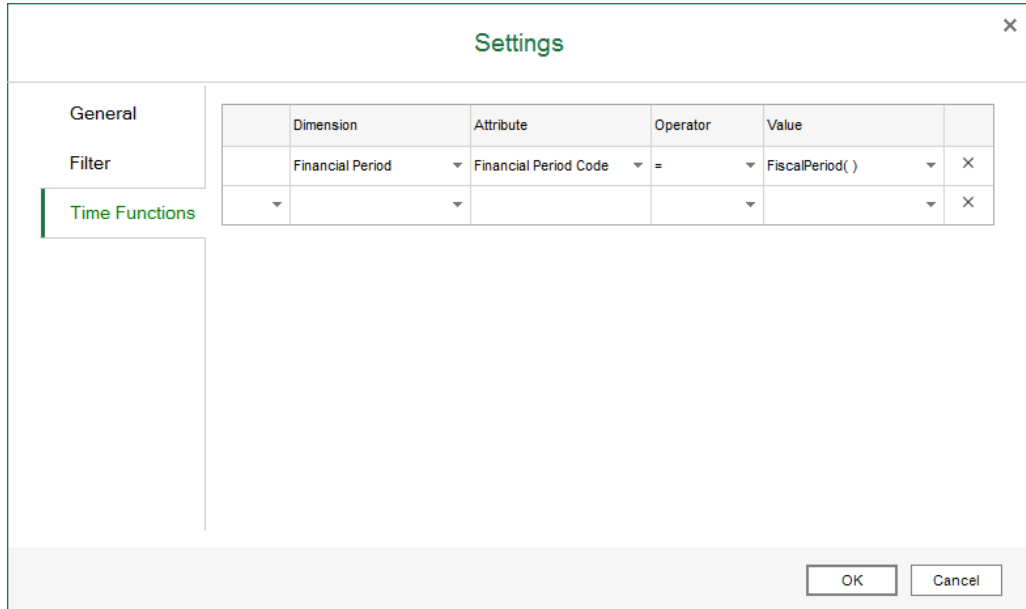 Settings
General
Filter
Time Functions
Dimension Attribute Operator Value
Financial Period Financial Period Code = FiscalPeriod( )
OK Cancel